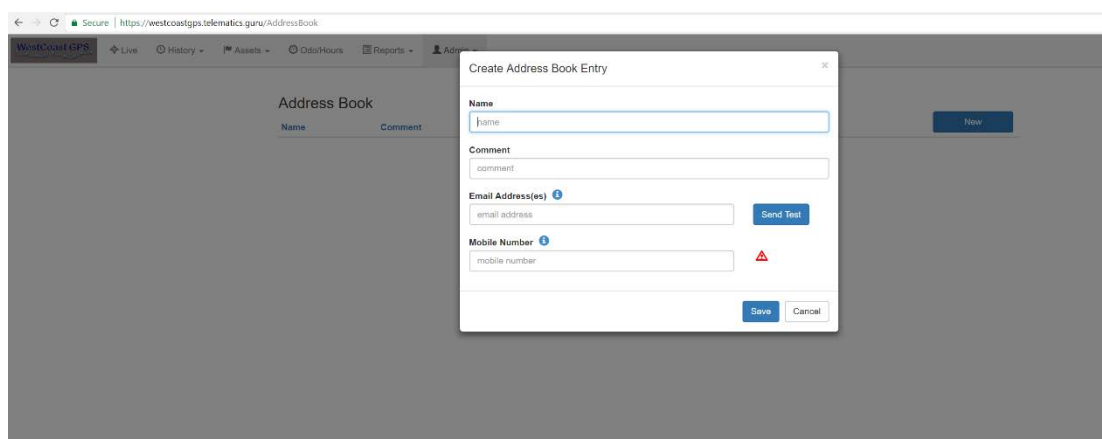 Secure | https://westcoastgps.telematics.guru/AddressBook
WestCoast GPS Live History Assets Odo/Hours Reports Admin
Create Address Book Entry ×
Address Book
Name
name
Name Comment
New
Comment
comment
Email Address(es)
email address
Send Test
Mobile Number
mobile number
Save Cancel